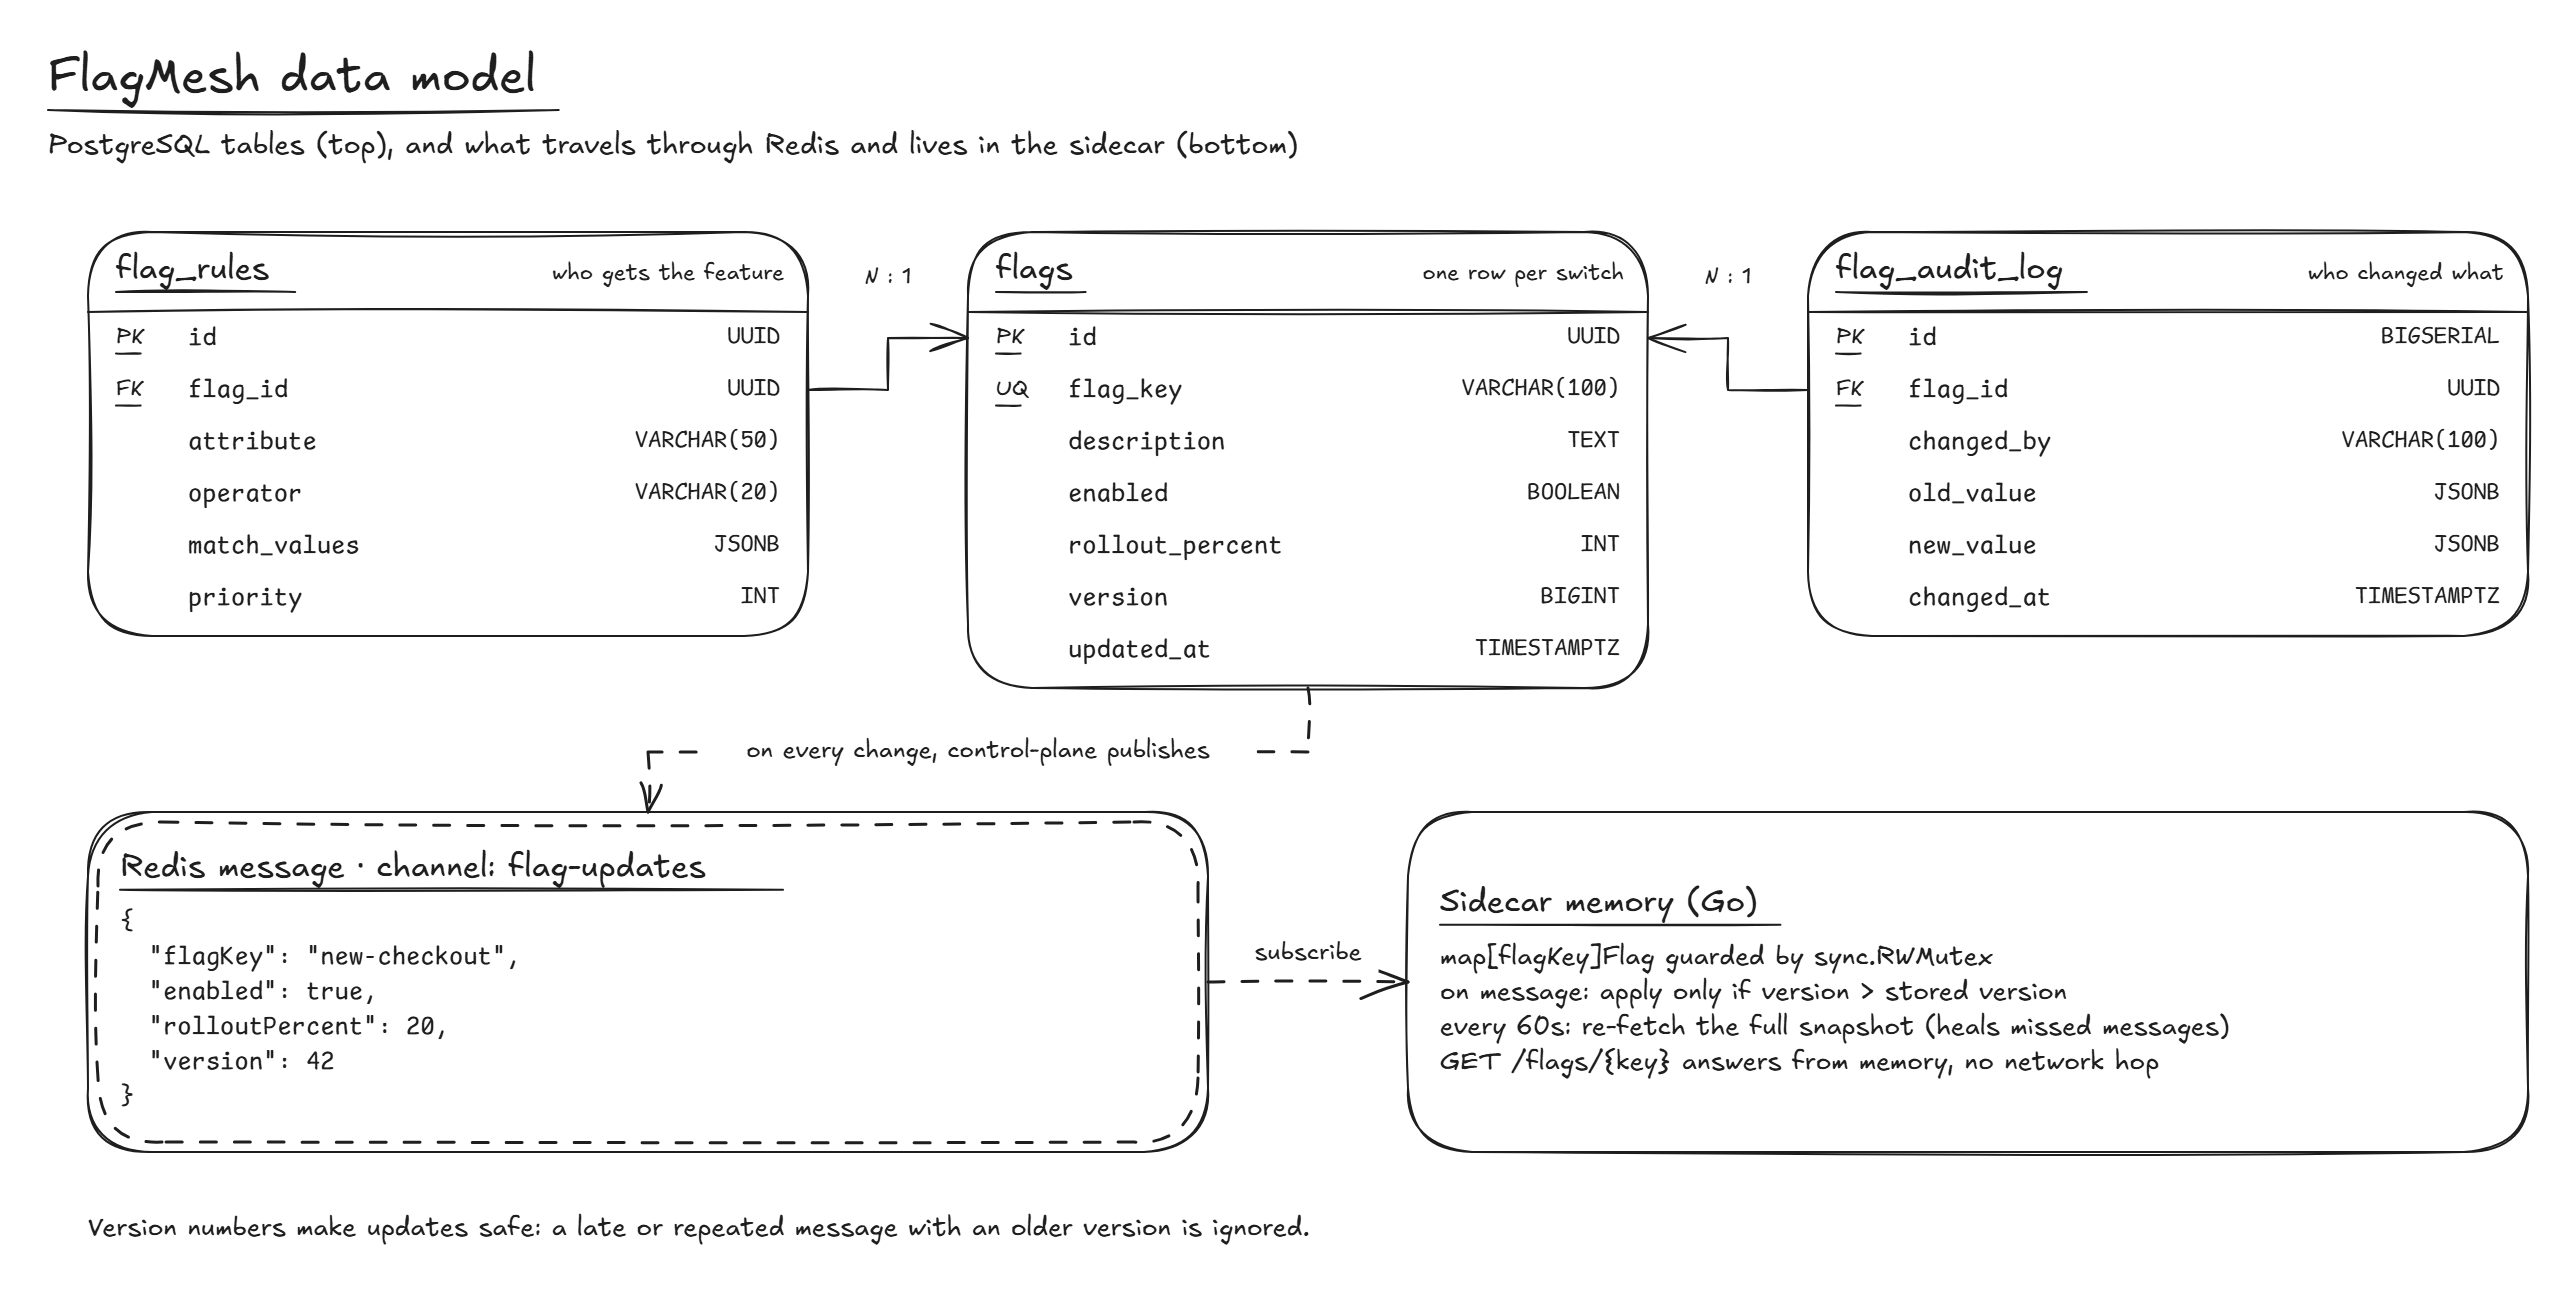 FlagMesh data model
PostgreSQL tables (top), and what travels through Redis and lives in the sidecar (bottom)
flag_rules who gets the feature
PK id UUID
FK flag_id UUID
attribute VARCHAR(50)
operator VARCHAR(20)
match_values JSONB
priority INT
N : 1
flags one row per switch
PK id UUID
UQ flag_key VARCHAR(100)
description TEXT
enabled BOOLEAN
rollout_percent INT
version BIGINT
updated_at TIMESTAMPTZ
N : 1
flag_audit_log who changed what
PK id BIGSERIAL
FK flag_id UUID
changed_by VARCHAR(100)
old_value JSONB
new_value JSONB
changed_at TIMESTAMPTZ
on every change, control-plane publishes
Redis message · channel: flag-updates
{
"flagKey": "new-checkout",
"enabled": true,
"rolloutPercent": 20,
"version": 42
}
subscribe
Sidecar memory (Go)
map[flagKey]Flag guarded by sync.RWMutex
on message: apply only if version > stored version
every 60s: re-fetch the full snapshot (heals missed messages)
GET /flags/{key} answers from memory, no network hop
Version numbers make updates safe: a late or repeated message with an older version is ignored.